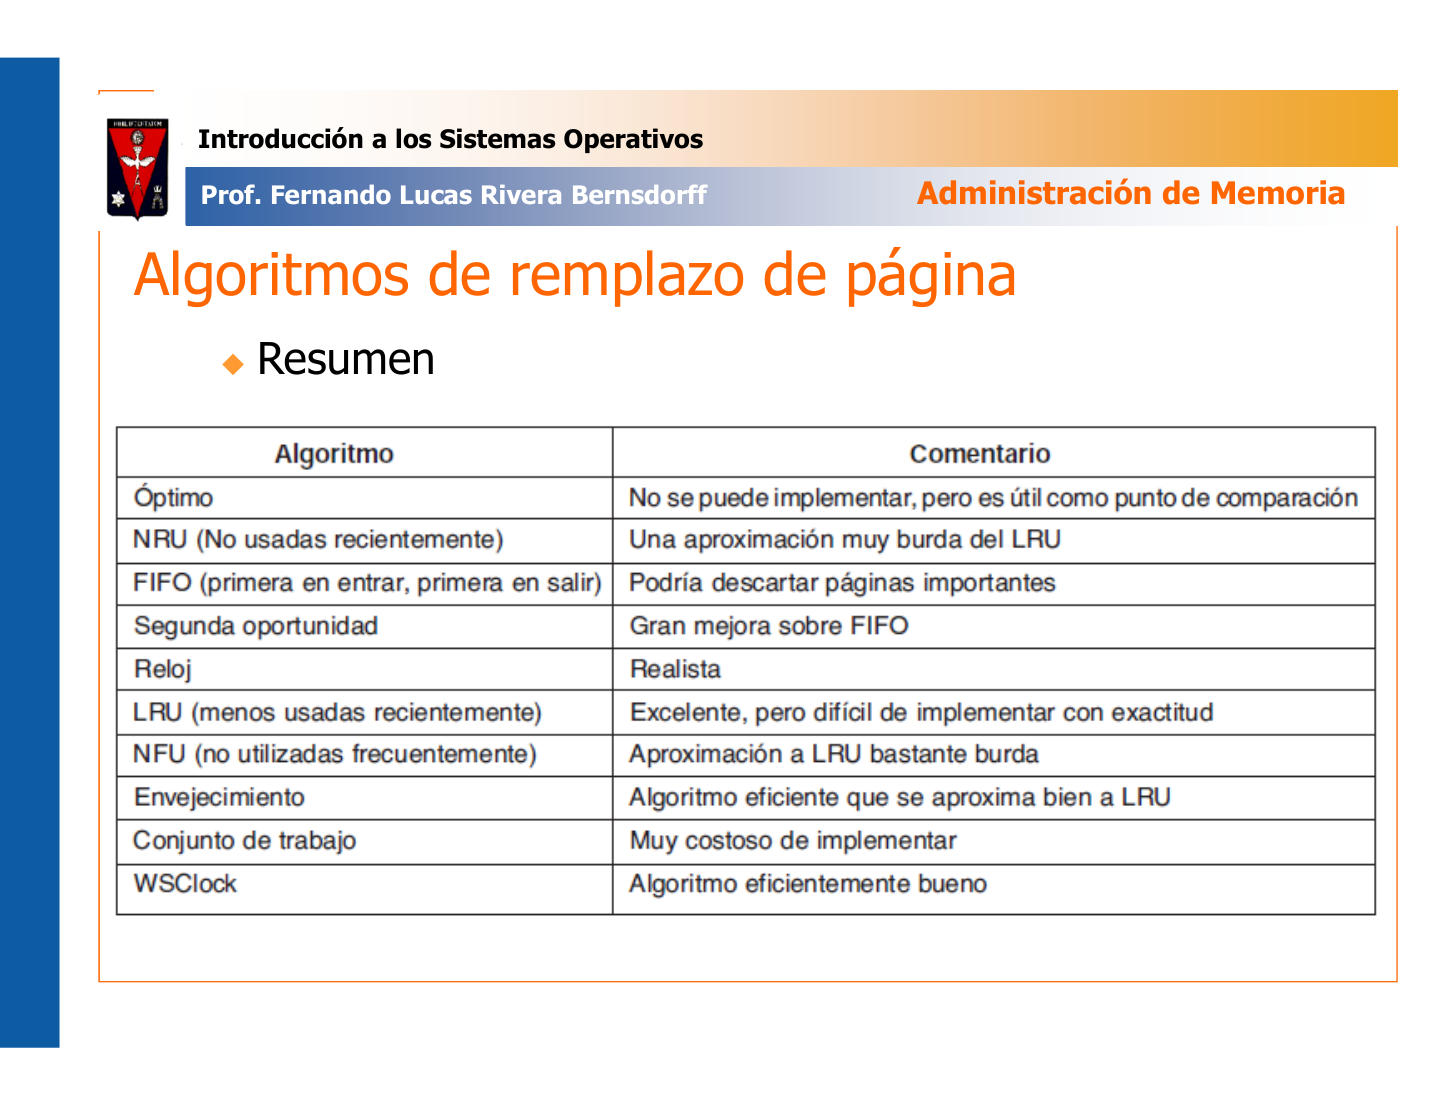 Introducción a los Sistemas Operativos
Prof. Fernando Lucas Rivera Bernsdorff
Administración de Memoria
Algoritmos de remplazo de página
Resumen
Algoritmo Comentario
Óptimo No se puede implementar, pero es útil como punto de comparación
NRU (No usadas recientemente) Una aproximación muy burda del LRU
FIFO (primera en entrar, primera en salir) Podría descartar páginas importantes
Segunda oportunidad Gran mejora sobre FIFO
Reloj Realista
LRU (menos usadas recientemente) Excelente, pero difícil de implementar con exactitud
NFU (no utilizadas frecuentemente) Aproximación a LRU bastante burda
Envejecimiento Algoritmo eficiente que se aproxima bien a LRU
Conjunto de trabajo Muy costoso de implementar
WSClock Algoritmo eficientemente bueno